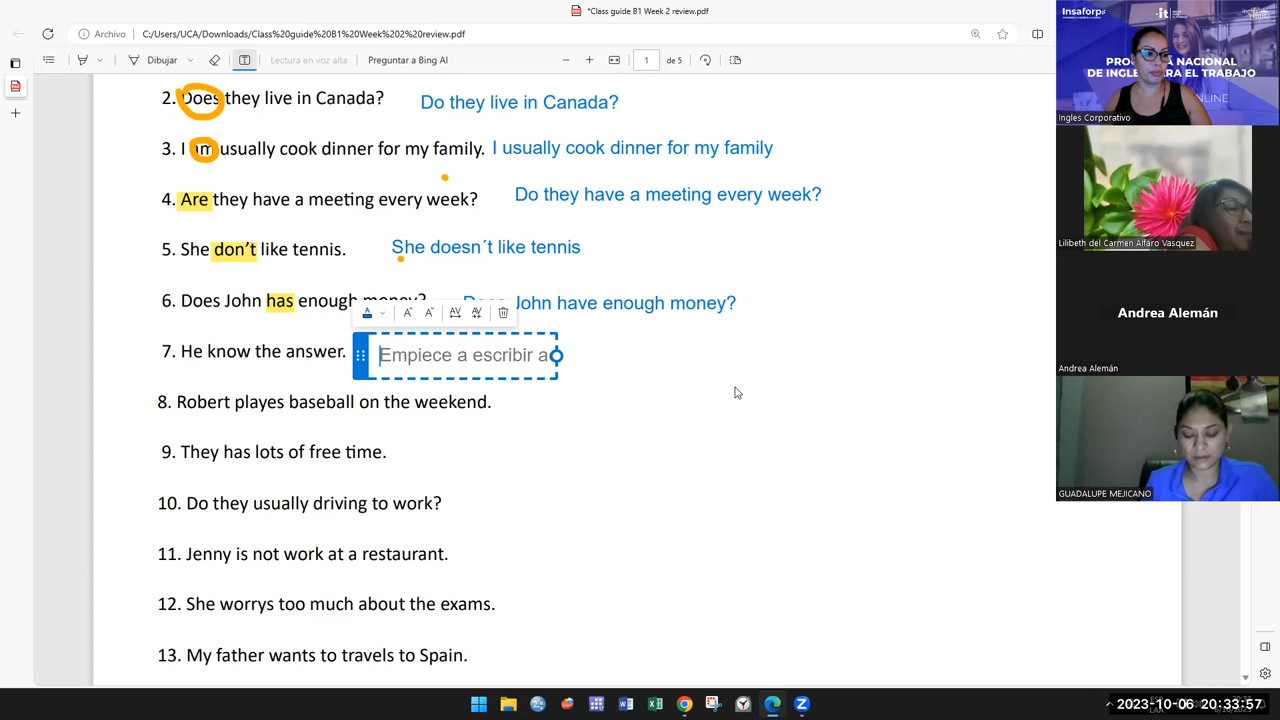 *Class guide B1 Week 2 review.pdf
Archivo
C:/Users/UCA/Downloads/Class%20guide%20B1%20Week%202%20review.pdf
Dibujar
Lectura en voz alta
Preguntar a Bing AI
1
de 5
2. Does they live in Canada?
Do they live in Canada?
3. I am usually cook dinner for my family.
I usually cook dinner for my family
4. Are they have a meeting every week?
Do they have a meeting every week?
5. She don't like tennis.
She doesn´t like tennis
6. Does John has enough money?
Does John have enough money?
7. He know the answer.
Empiece a escribir a
8. Robert playes baseball on the weekend.
9. They has lots of free time.
10. Do they usually driving to work?
11. Jenny is not work at a restaurant.
12. She worrys too much about the exams.
13. My father wants to travels to Spain.
Insaforp
Ingles Corporativo
Lilibeth del Carmen Alfaro Vasquez
Andrea Alemán
Andrea Alemán
GUADALUPE MEJICANO
2023-10-06 20:33:57